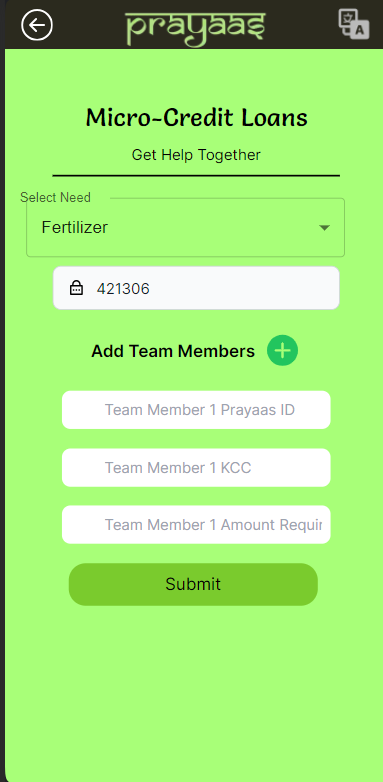 prayaas
Micro-Credit Loans
Get Help Together
Select Need
Fertilizer
421306
Add Team Members
Team Member 1 Prayaas ID
Team Member 1 KCC
Team Member 1 Amount Requir
Submit